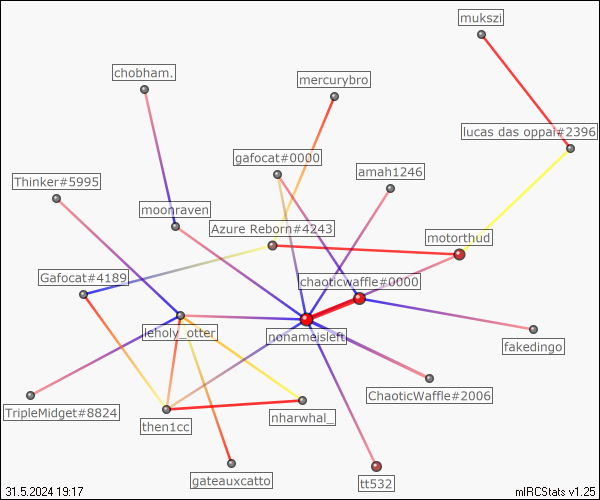 mukszi
chobham.
mercurybro
lucas das oppai#2396
gafocat#0000
amah1246
Thinker#5995
moonraven
Azure Reborn#4243
motorthud
Gafocat#4189
chaoticwaffle#0000
leholy_otter
nonameisleft
fakedingo
ChaoticWaffle#2006
TripleMidget#8824
nharwhal_
then1cc
gateauxcatto
tt532
31.5.2024 19:17
mIRCStats v1.25